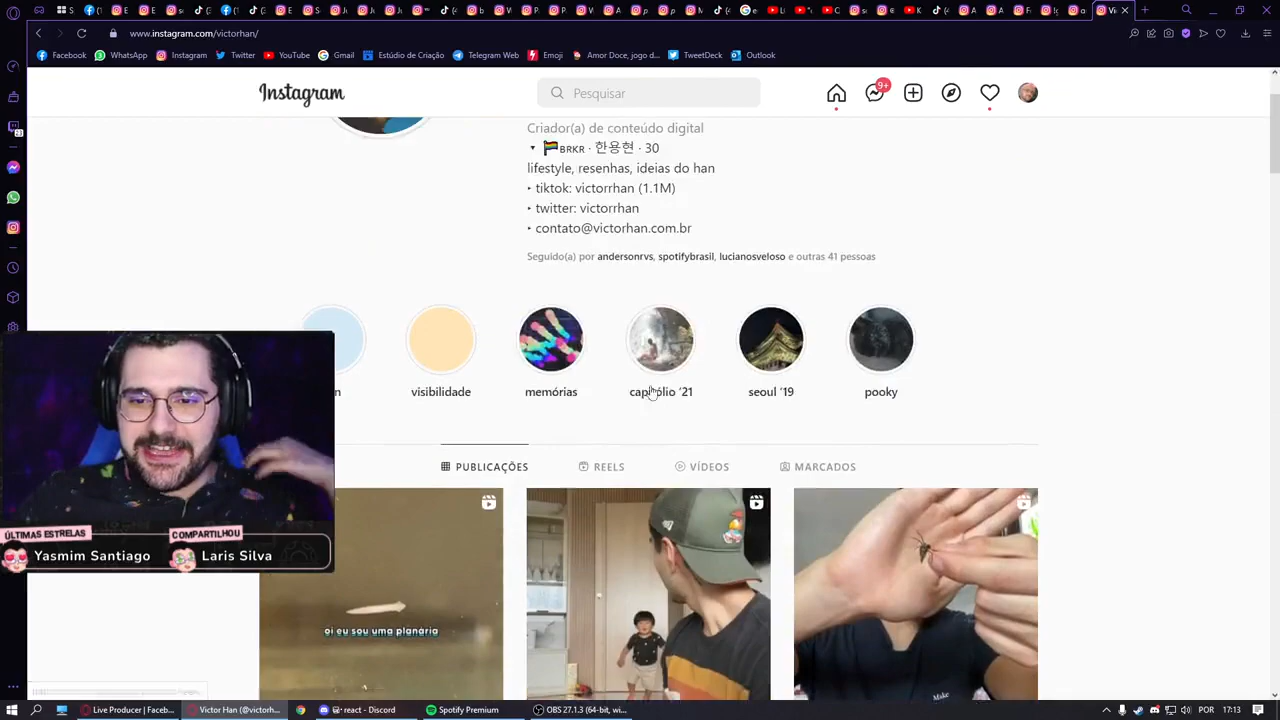 www.instagram.com/victorhan/
Facebook WhatsApp Instagram Twitter YouTube Gmail Estúdio de Criação Telegram Web Emoji Amor Doce, jogo d... TweetDeck Outlook
Instagram
Pesquisar
9+
Criador(a) de conteúdo digital
BRKR · 한용현 · 30
lifestyle, resenhas, ideias do han
‣ tiktok: victorrhan (1.1M)
‣ twitter: victorrhan
‣ contato@victorhan.com.br
Seguido(a) por andersonrvs, spotifybrasil, lucianosveloso e outras 41 pessoas
visibilidade
memórias
capitólio ‘21
seoul ‘19
pooky
PUBLICAÇÕES
REELS
VÍDEOS
MARCADOS
oi eu sou uma planária
Make
ÚLTIMAS ESTRELAS
COMPARTILHOU
Yasmim Santiago
Laris Silva
Live Producer | Faceb...
Victor Han (@victorh...
Spotify Premium
OBS 27.1.3 (64-bit, wi...
POR
17:13